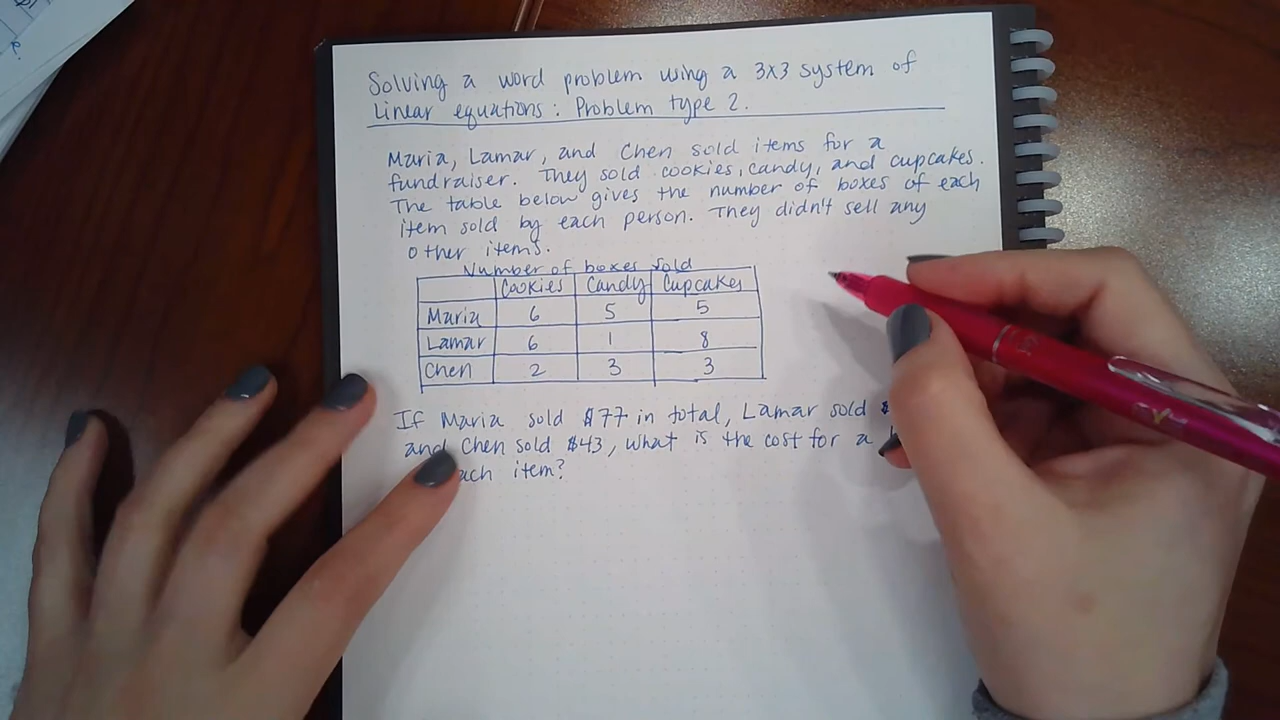 Solving a word problem using a 3x3 system of
Linear equations: Problem type 2.
Maria, Lamar, and Chen sold items for a
fundraiser. They sold cookies, candy, and cupcakes.
The table below gives the number of boxes of each
item sold by each person. They didn't sell any
other items.
Number of boxes sold
Cookies Candy Cupcakes
Maria 6 5 5
Lamar 6 1 8
Chen 2 3 3
If Maria sold $77 in total, Lamar sold $
and Chen sold $43, what is the cost for a
item?